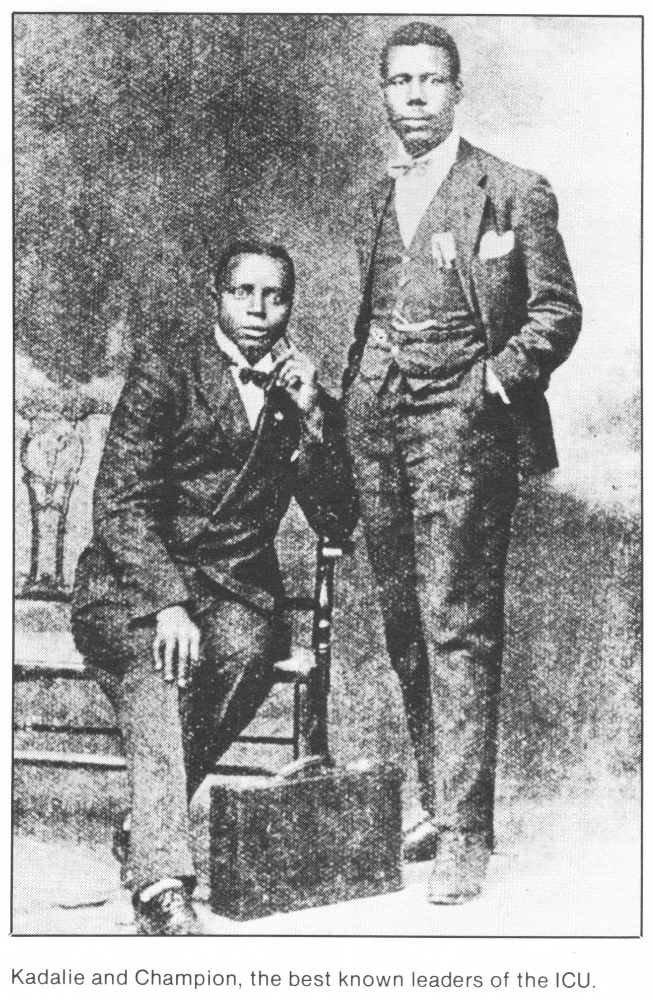 Kadalie and Champion, the best known leaders of the ICU.